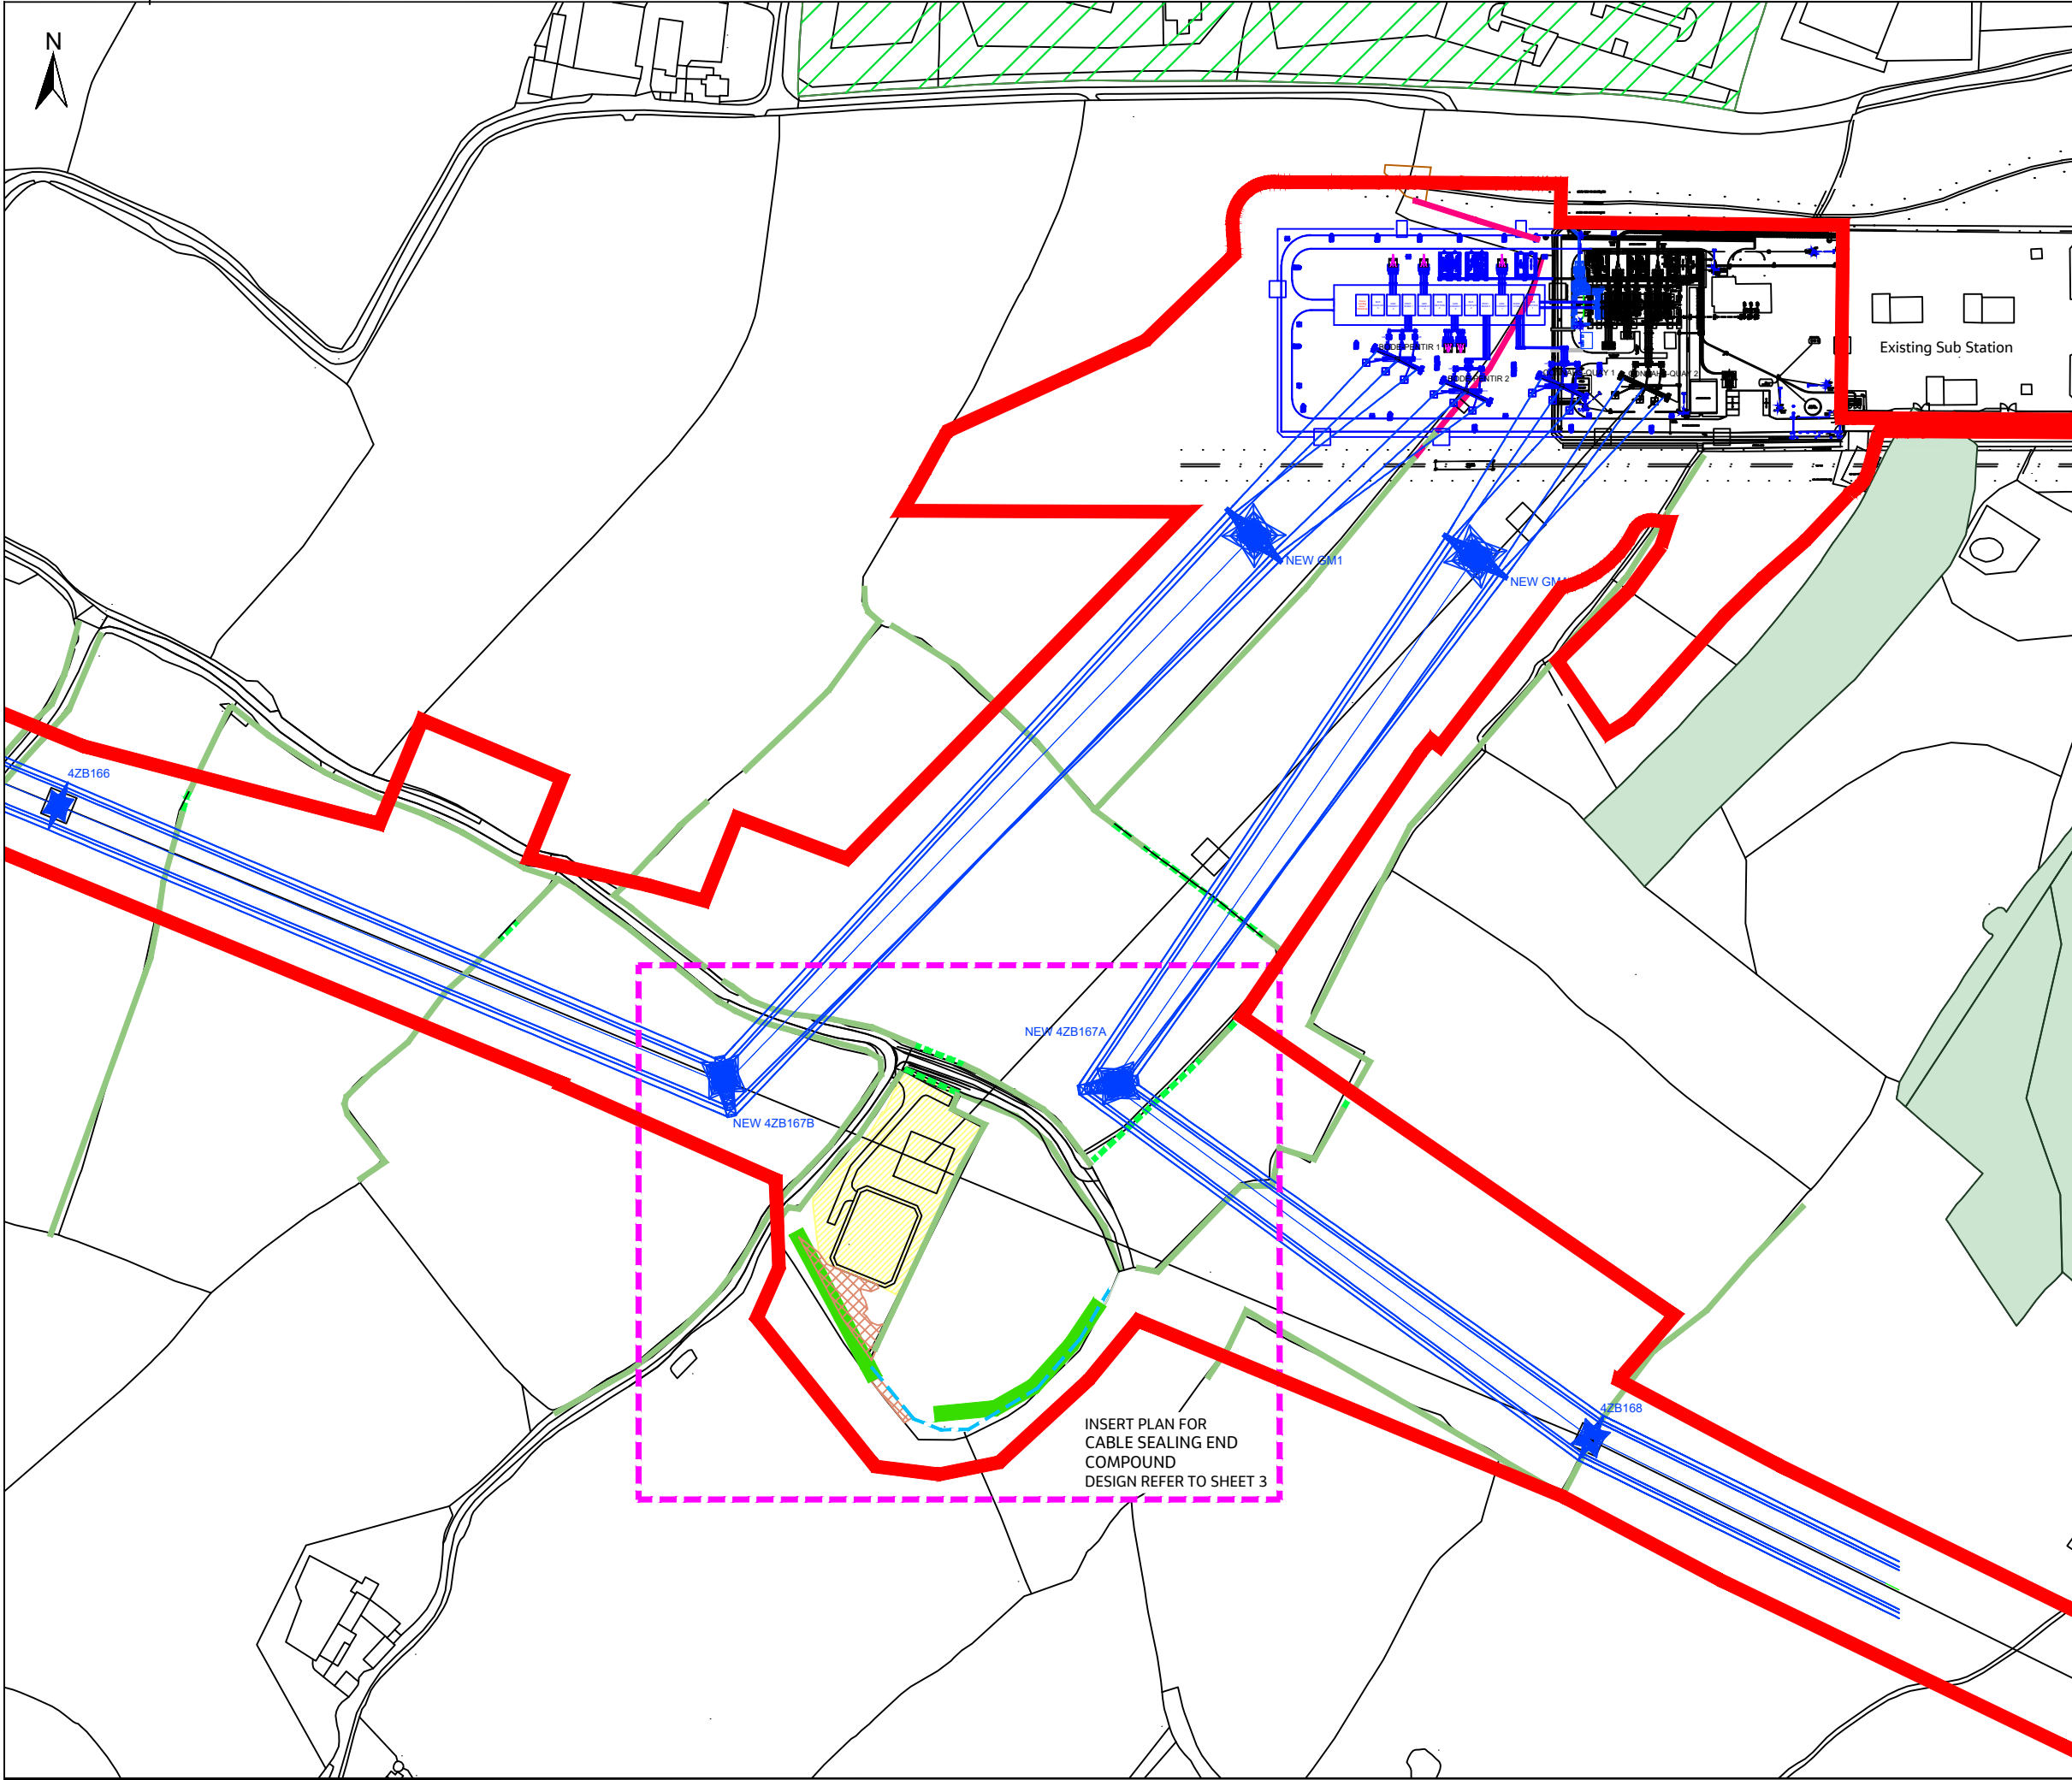 N
Existing Sub Station
NEW GM1
NEW
4ZB166
NEW 4ZB167A
NEW 4ZB167B
4ZB168
INSERT PLAN FOR
CABLE SEALING END
COMPOUND
DESIGN REFER TO SHEET 3